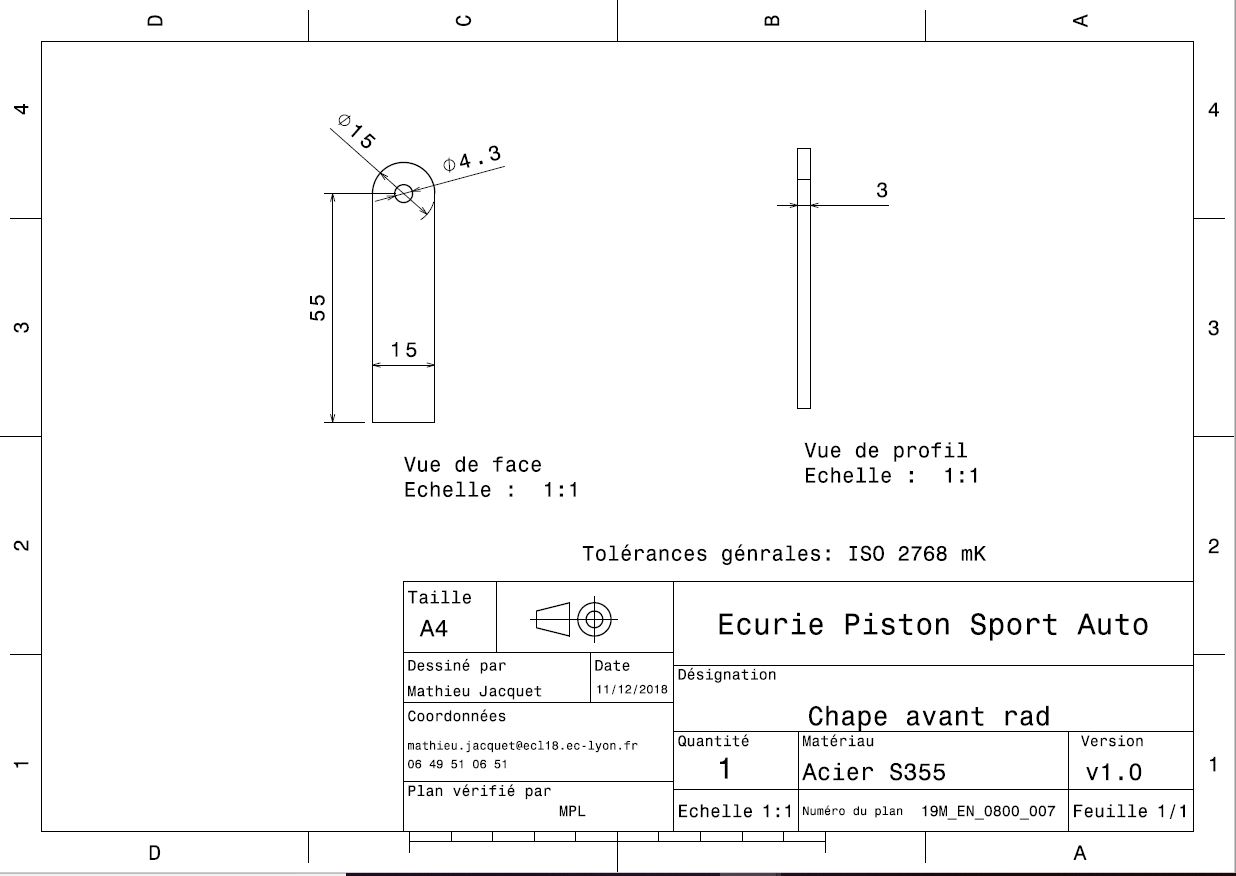 D C B A
4 4
⌀15
⌀4.3
3
3 3
55
15
Vue de face
Echelle : 1:1
Vue de profil
Echelle : 1:1
2 2
Tolérances génrales: ISO 2768 mK
Taille
A4
Ecurie Piston Sport Auto
Dessiné par
Mathieu Jacquet
Date
11/12/2018
Désignation
Chape avant rad
Coordonnées
mathieu.jacquet@ecl18.ec-lyon.fr
06 49 51 06 51
Quantité
1
Matériau
Acier S355
Version
v1.0
1 1
Plan vérifié par
MPL
Echelle 1:1
Numéro du plan 19M_EN_0800_007
Feuille 1/1
D A